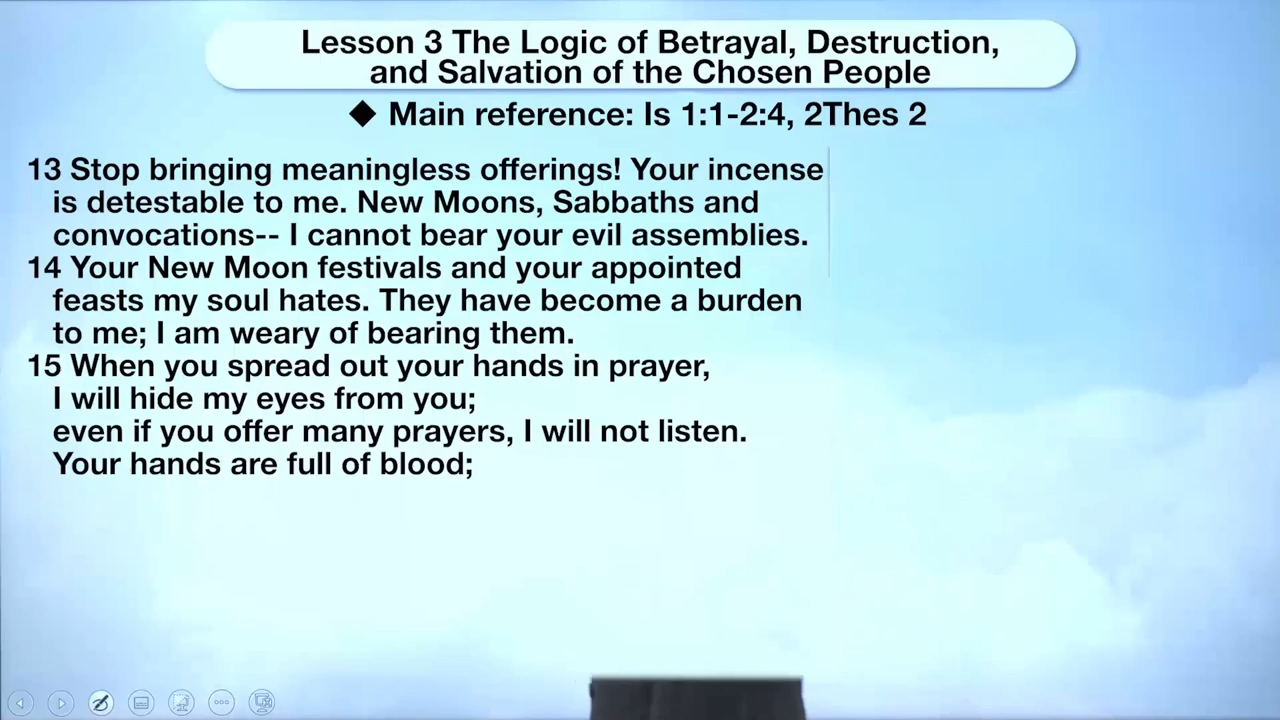 Lesson 3 The Logic of Betrayal, Destruction,
and Salvation of the Chosen People
◆ Main reference: Is 1:1-2:4, 2Thes 2
13 Stop bringing meaningless offerings! Your incense
is detestable to me. New Moons, Sabbaths and
convocations-- I cannot bear your evil assemblies.
14 Your New Moon festivals and your appointed
feasts my soul hates. They have become a burden
to me; I am weary of bearing them.
15 When you spread out your hands in prayer,
I will hide my eyes from you;
even if you offer many prayers, I will not listen.
Your hands are full of blood;